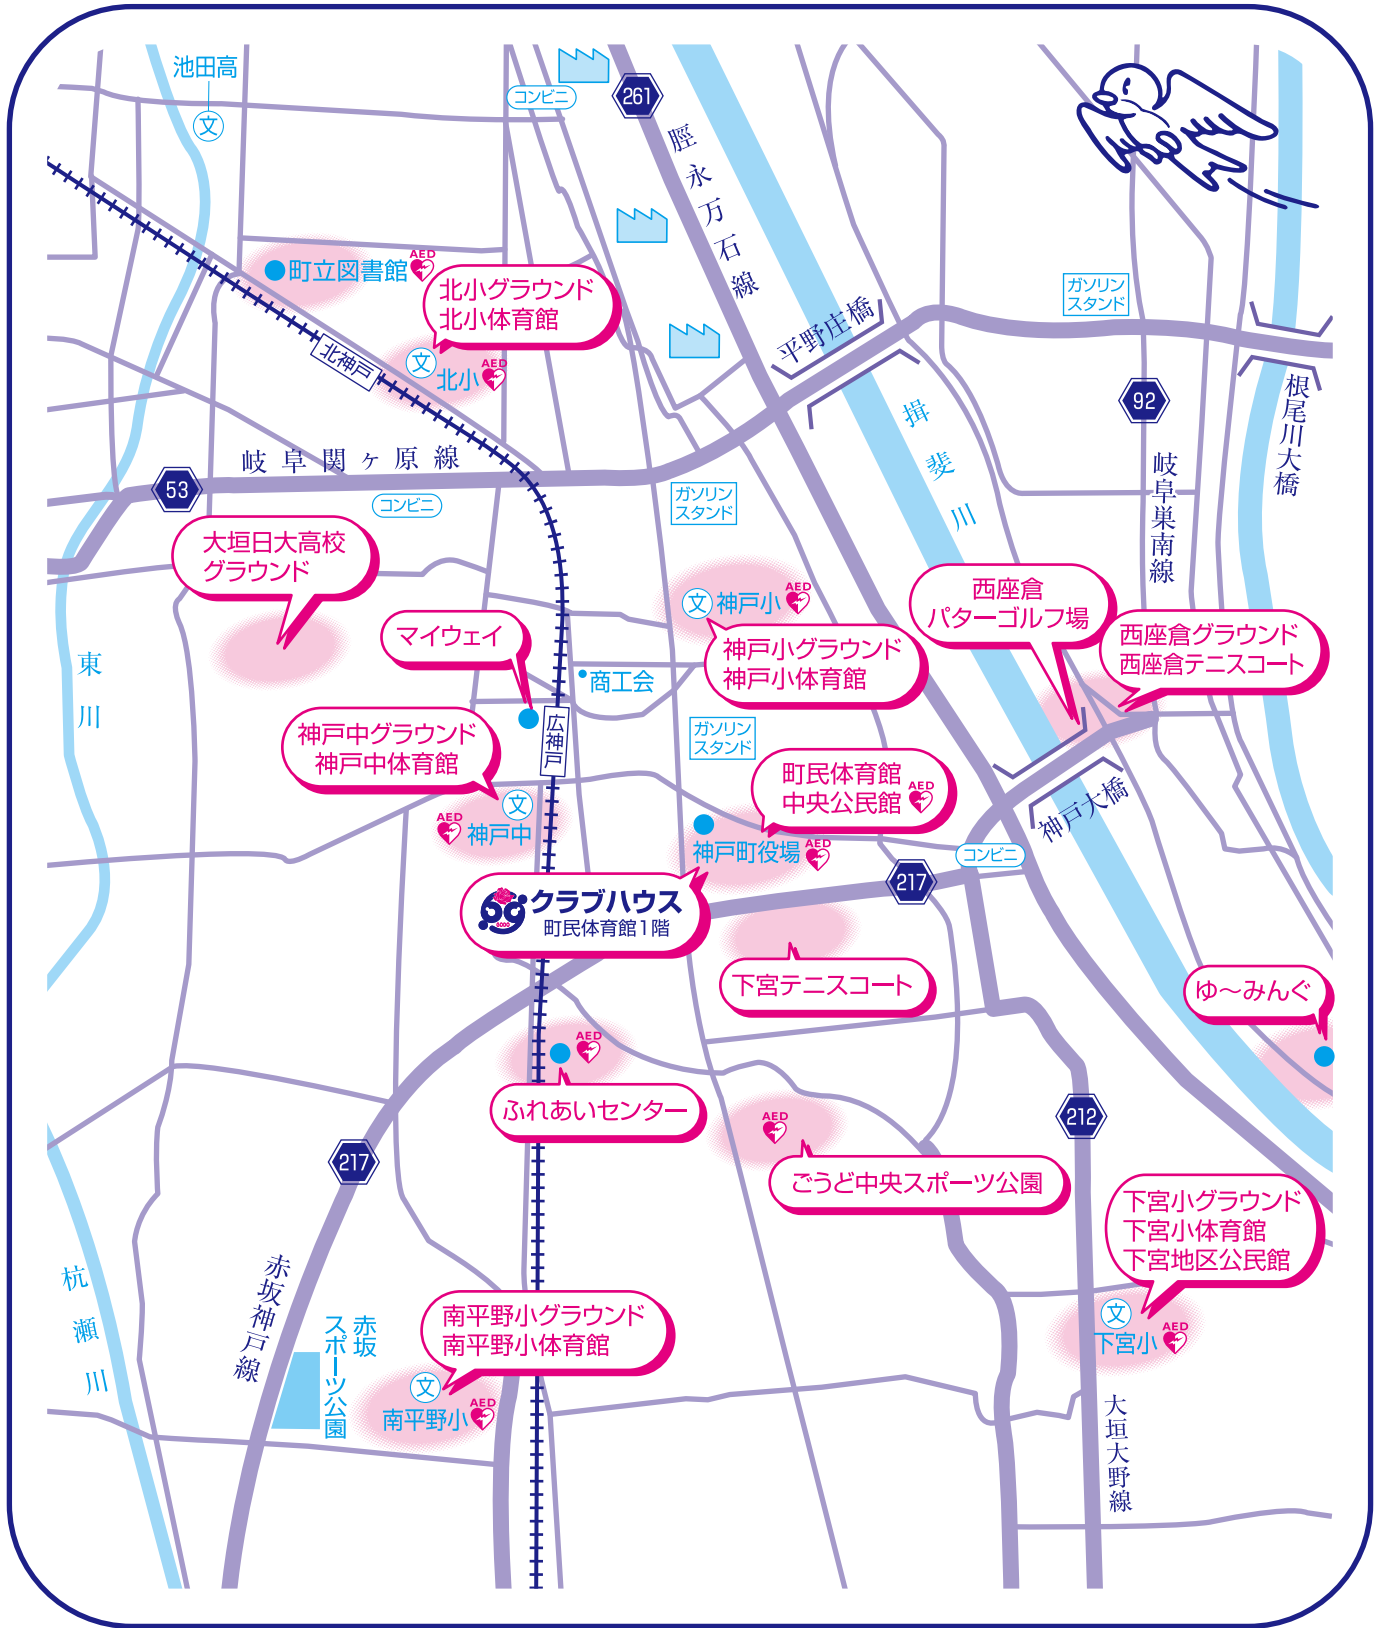 池田高
文
コンビニ
261
脛永万石線
町立図書館
AED
北小グラウンド
北小体育館
文
北小
AED
北神戸
平野庄橋
ガソリン
スタンド
92
根尾川大橋
揖斐川
岐阜関ヶ原線
53
コンビニ
ガソリン
スタンド
岐阜巣南線
大垣日大高校
グラウンド
マイウェイ
文
神戸小
AED
神戸小グラウンド
神戸小体育館
西座倉
パターゴルフ場
西座倉グラウンド
西座倉テニスコート
東川
商工会
広神戸
ガソリン
スタンド
神戸中グラウンド
神戸中体育館
文
神戸中
AED
町民体育館
中央公民館
AED
神戸町役場
AED
神戸大橋
コンビニ
217
クラブハウス
町民体育館1階
下宮テニスコート
ゆ～みんぐ
AED
ふれあいセンター
AED
ごうど中央スポーツ公園
212
217
下宮小グラウンド
下宮小体育館
下宮地区公民館
文
下宮小
AED
杭瀬川
赤坂神戸線
赤坂
スポーツ公園
南平野小グラウンド
南平野小体育館
文
南平野小
AED
大垣大野線